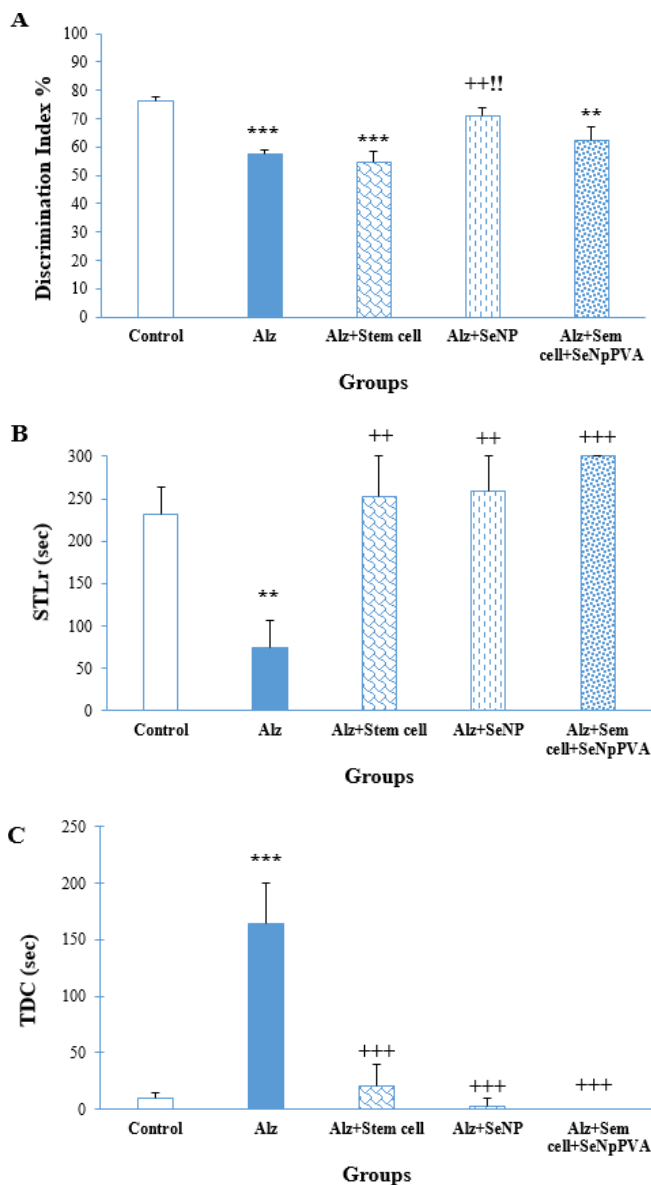 A
Discrimination Index %
100
90
80
70
60
50
40
30
20
10
0
***
***
++!!
**
Control
Alz
Alz+Stem cell
Alz+SeNP
Alz+Sem
cell+SeNpPVA
Groups
B
STLr (sec)
300
250
200
150
100
50
0
**
++
++
+++
Control
Alz
Alz+Stem cell
Alz+SeNP
Alz+Sem
cell+SeNpPVA
Groups
C
TDC (sec)
250
200
150
100
50
0
***
+++
+++
+++
Control
Alz
Alz+Stem cell
Alz+SeNP
Alz+Sem
cell+SeNpPVA
Groups